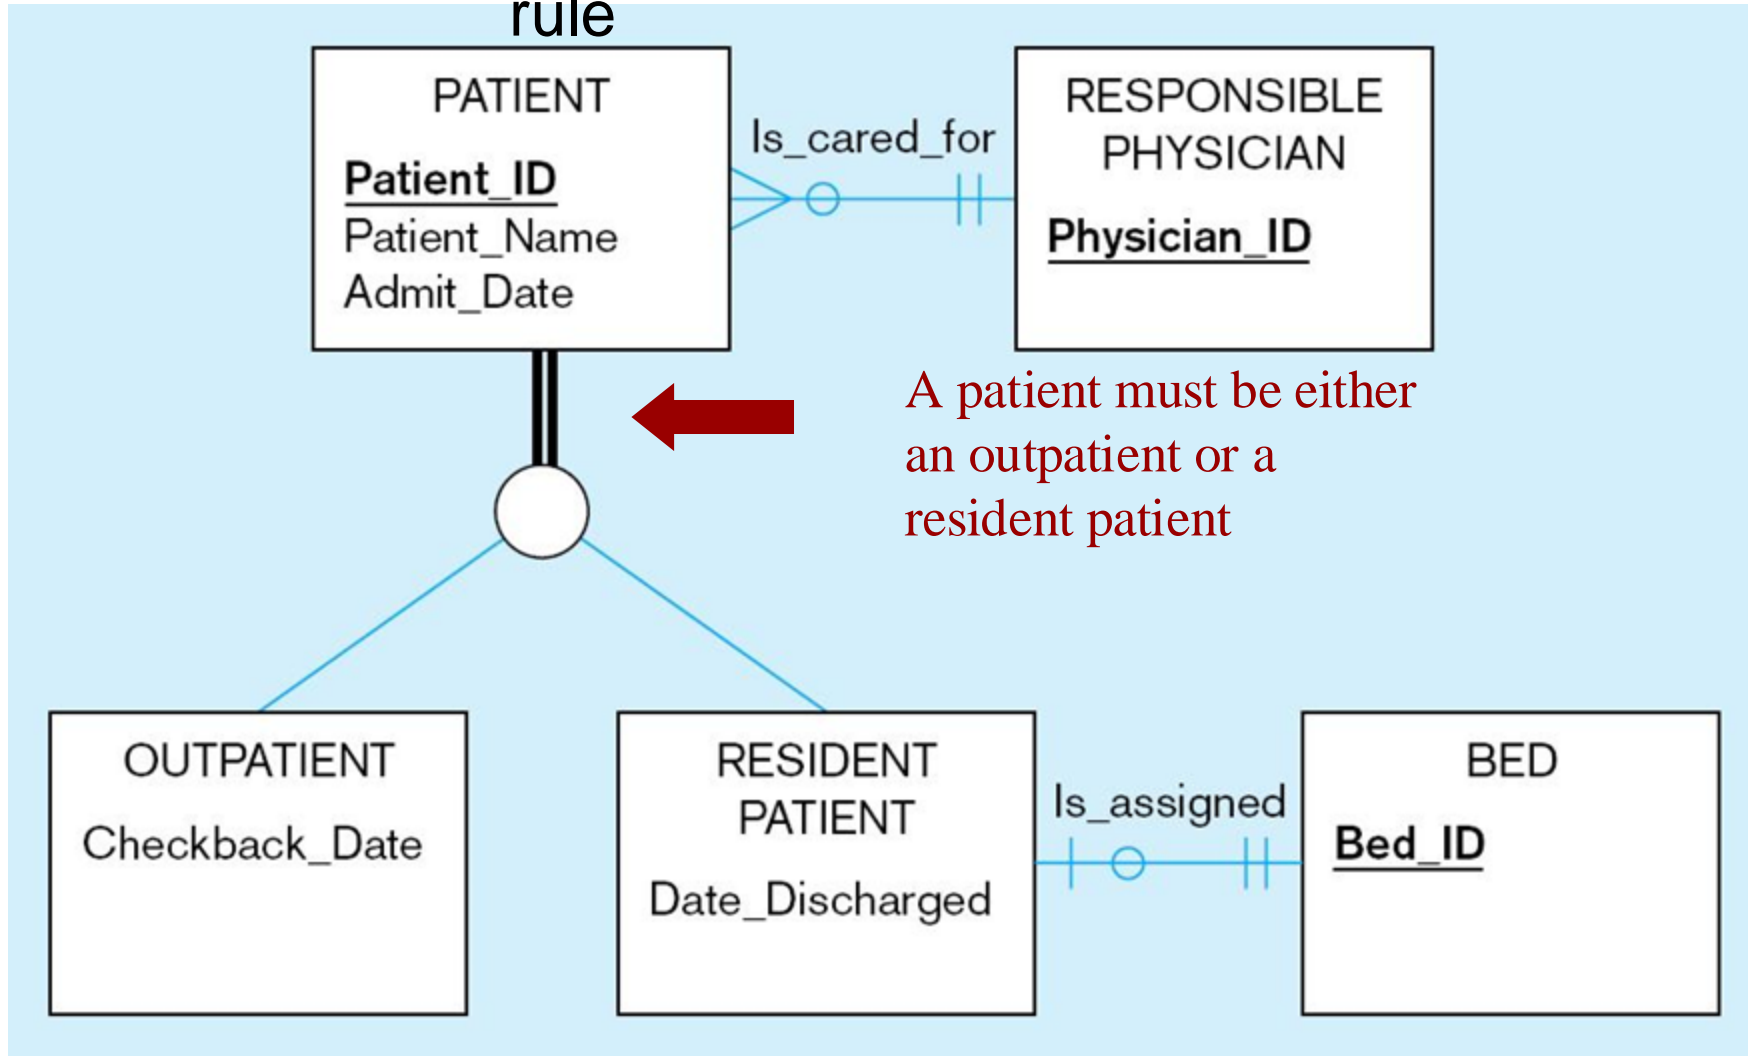 rule
PATIENT
Patient_ID
Patient_Name
Admit_Date
Is_cared_for
RESPONSIBLE
PHYSICIAN
Physician_ID
A patient must be either
an outpatient or a
resident patient
OUTPATIENT
Checkback_Date
RESIDENT
PATIENT
Date_Discharged
Is_assigned
BED
Bed_ID